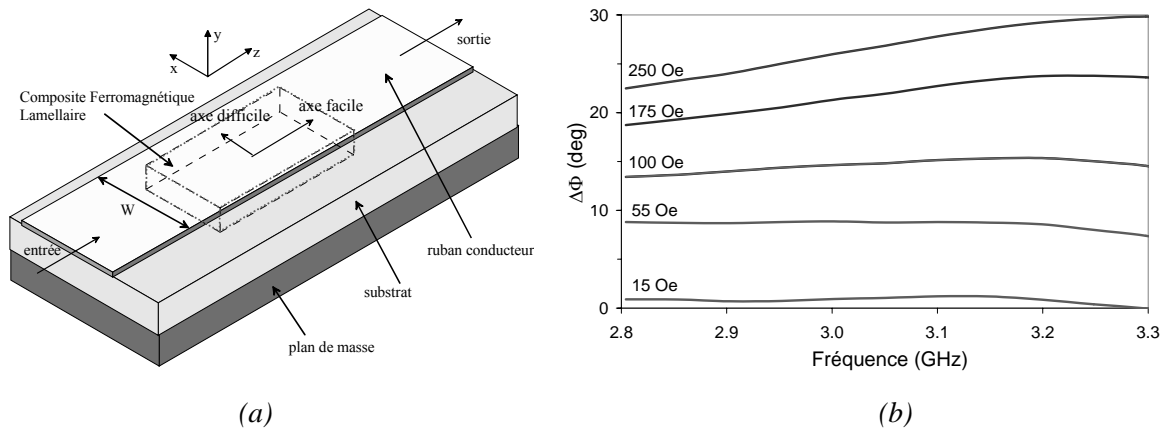 y
z
x
sortie
Composite Ferromagnétique
Lamellaire
axe difficile
axe facile
W
entrée
ruban conducteur
substrat
plan de masse
(a)
30
20
10
0
ΔΦ (deg)
250 Oe
175 Oe
100 Oe
55 Oe
15 Oe
2.8 2.9 3.0 3.1 3.2 3.3
Fréquence (GHz)
(b)